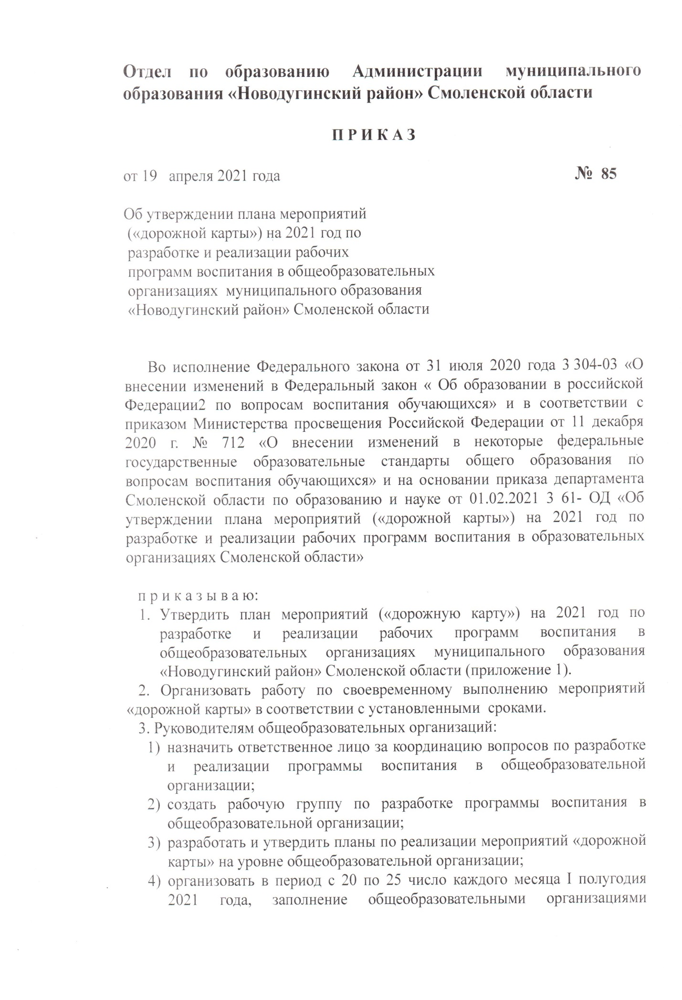 Отдел по образованию Администрации муниципального
образования «Новодугинский район» Смоленской области
П Р И К А З
от 19 апреля 2021 года № 85
Об утверждении плана мероприятий
(«дорожной карты») на 2021 год по
разработке и реализации рабочих
программ воспитания в общеобразовательных
организациях муниципального образования
«Новодугинский район» Смоленской области
Во исполнение Федерального закона от 31 июля 2020 года 3 304-03 «О
внесении изменений в Федеральный закон « Об образовании в российской
Федерации2 по вопросам воспитания обучающихся» и в соответствии с
приказом Министерства просвещения Российской Федерации от 11 декабря
2020 г. № 712 «О внесении изменений в некоторые федеральные
государственные образовательные стандарты общего образования по
вопросам воспитания обучающихся» и на основании приказа департамента
Смоленской области по образованию и науке от 01.02.2021 3 61- ОД «Об
утверждении плана мероприятий («дорожной карты») на 2021 год по
разработке и реализации рабочих программ воспитания в образовательных
организациях Смоленской области»
п р и к а з ы в а ю:
1. Утвердить план мероприятий («дорожную карту») на 2021 год по
разработке и реализации рабочих программ воспитания в
общеобразовательных организациях муниципального образования
«Новодугинский район» Смоленской области (приложение 1).
2. Организовать работу по своевременному выполнению мероприятий
«дорожной карты» в соответствии с установленными сроками.
3. Руководителям общеобразовательных организаций:
1) назначить ответственное лицо за координацию вопросов по разработке
и реализации программы воспитания в общеобразовательной
организации;
2) создать рабочую группу по разработке программы воспитания в
общеобразовательной организации;
3) разработать и утвердить планы по реализации мероприятий «дорожной
карты» на уровне общеобразовательной организации;
4) организовать в период с 20 по 25 число каждого месяца I полугодия
2021 года, заполнение общеобразовательными организациями